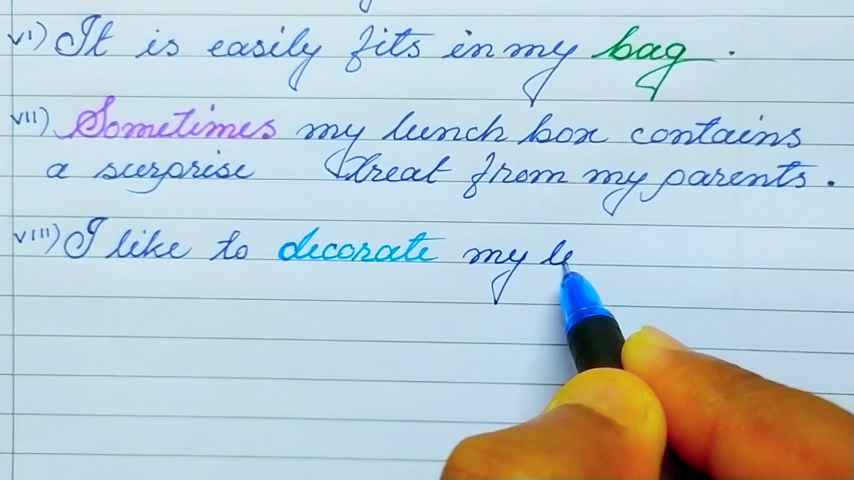 VI) It is easily fits in my bag.
VII) Sometimes my lunch box contains
a surprise treat from my parents.
VIII) I like to decorate my